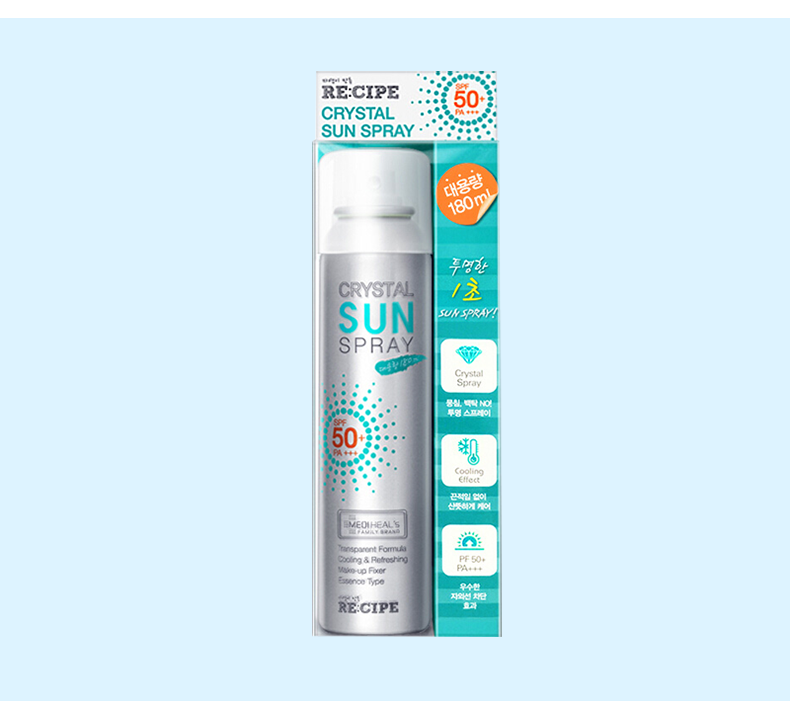 RE:CIPE
CRYSTAL
SUN SPRAY
SPF
50+
PA +++
대용량
180ml
투명한
1초
SUN SPRAY!
Crystal
Spray
뭉침, 백탁 NO!
투명 스프레이
Cooling
Effect
끈적임 없이
산뜻하게 케어
PF 50+
PA+++
우수한
자외선 차단
효과
CRYSTAL
SUN
SPRAY
SPF
50+
PA +++
MEDIHEAL's
FAMILY BRAND
Transparent Formula
Cooling & Refreshing
Make-up Fixer
Essence Type
RE:CIPE